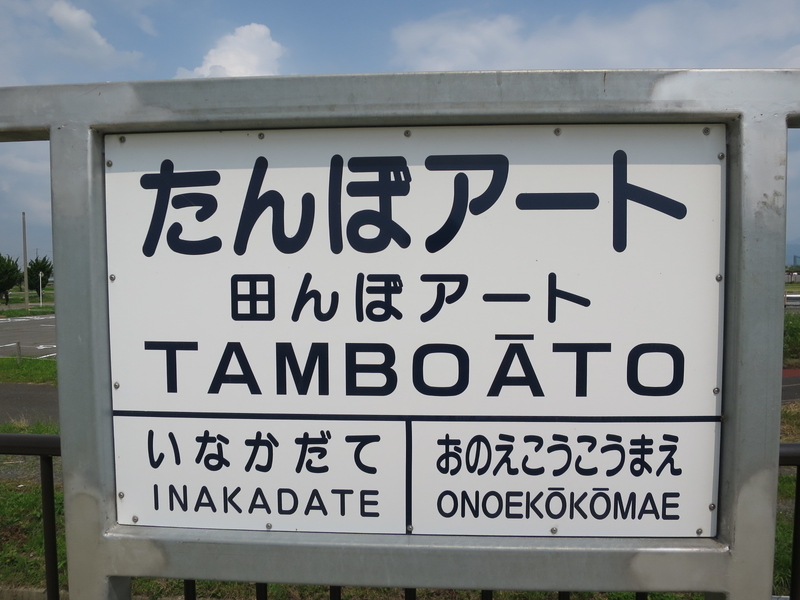 たんぼアート
田んぼアート
TAMBOĀTO
いなかだて
INAKADATE
おのえこうこうまえ
ONOEKŌKŌMAE